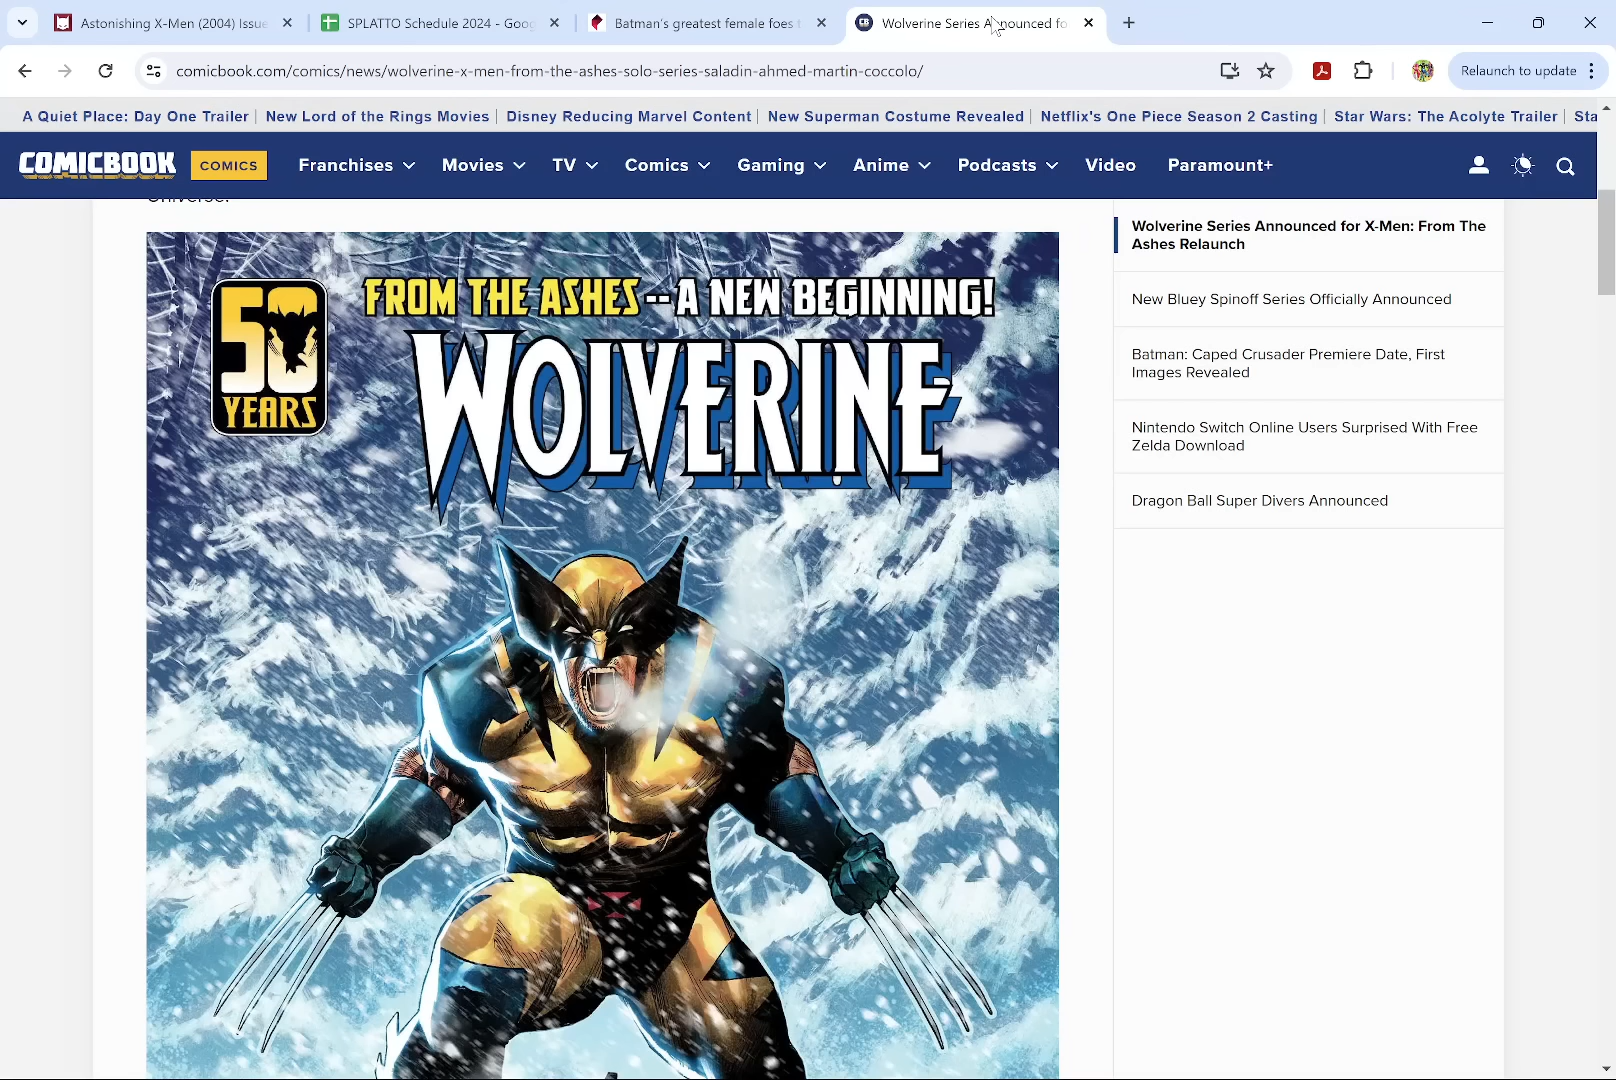 Astonishing X-Men (2004) Issue
SPLATTO Schedule 2024 - Goog
Batman's greatest female foes t
Wolverine Series Announced fo
comicbook.com/comics/news/wolverine-x-men-from-the-ashes-solo-series-saladin-ahmed-martin-coccolo/
Relaunch to update
A Quiet Place: Day One Trailer | New Lord of the Rings Movies | Disney Reducing Marvel Content | New Superman Costume Revealed | Netflix's One Piece Season 2 Casting | Star Wars: The Acolyte Trailer | Sta
COMICBOOK COMICS Franchises Movies TV Comics Gaming Anime Podcasts Video Paramount+
Universe.
FROM THE ASHES--A NEW BEGINNING!
50
YEARS
WOLVERINE
Wolverine Series Announced for X-Men: From The
Ashes Relaunch
New Bluey Spinoff Series Officially Announced
Batman: Caped Crusader Premiere Date, First
Images Revealed
Nintendo Switch Online Users Surprised With Free
Zelda Download
Dragon Ball Super Divers Announced